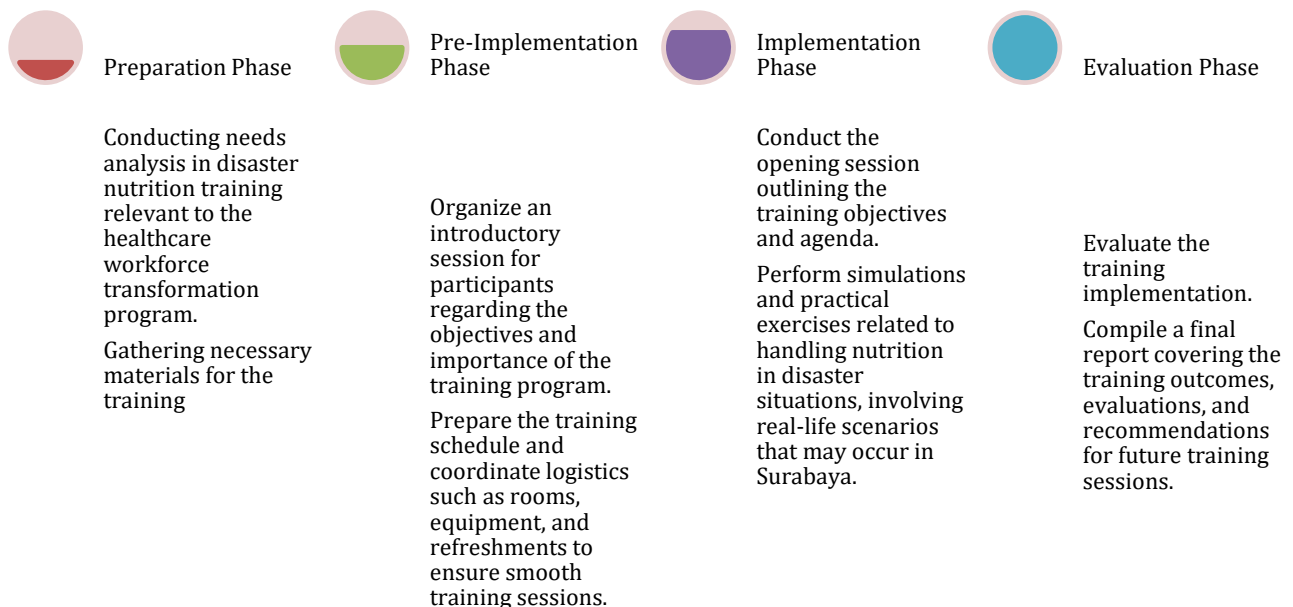 Preparation Phase
Conducting needs
analysis in disaster
nutrition training
relevant to the
healthcare
workforce
transformation
program.
Gathering necessary
materials for the
training
Pre-Implementation
Phase
Organize an
introductory
session for
participants
regarding the
objectives and
importance of the
training program.
Prepare the training
schedule and
coordinate logistics
such as rooms,
equipment, and
refreshments to
ensure smooth
training sessions.
Implementation
Phase
Conduct the
opening session
outlining the
training objectives
and agenda.
Perform simulations
and practical
exercises related to
handling nutrition
in disaster
situations, involving
real-life scenarios
that may occur in
Surabaya.
Evaluation Phase
Evaluate the
training
implementation.
Compile a final
report covering the
training outcomes,
evaluations, and
recommendations
for future training
sessions.